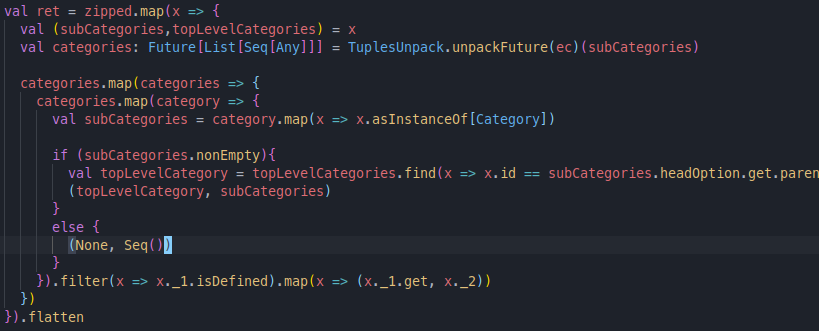 val ret = zipped.map(x => {
val (subCategories,topLevelCategories) = x
val categories: Future[List[Seq[Any]]] = TuplesUnpack.unpackFuture(ec)(subCategories)
categories.map(categories => {
categories.map(category => {
val subCategories = category.map(x => x.asInstanceOf[Category])
if (subCategories.nonEmpty){
val topLevelCategory = topLevelCategories.find(x => x.id == subCategories.headOption.get.paren
(topLevelCategory, subCategories)
}
else {
(None, Seq())
}
}).filter(x => x._1.isDefined).map(x => (x._1.get, x._2))
})
}).flatten